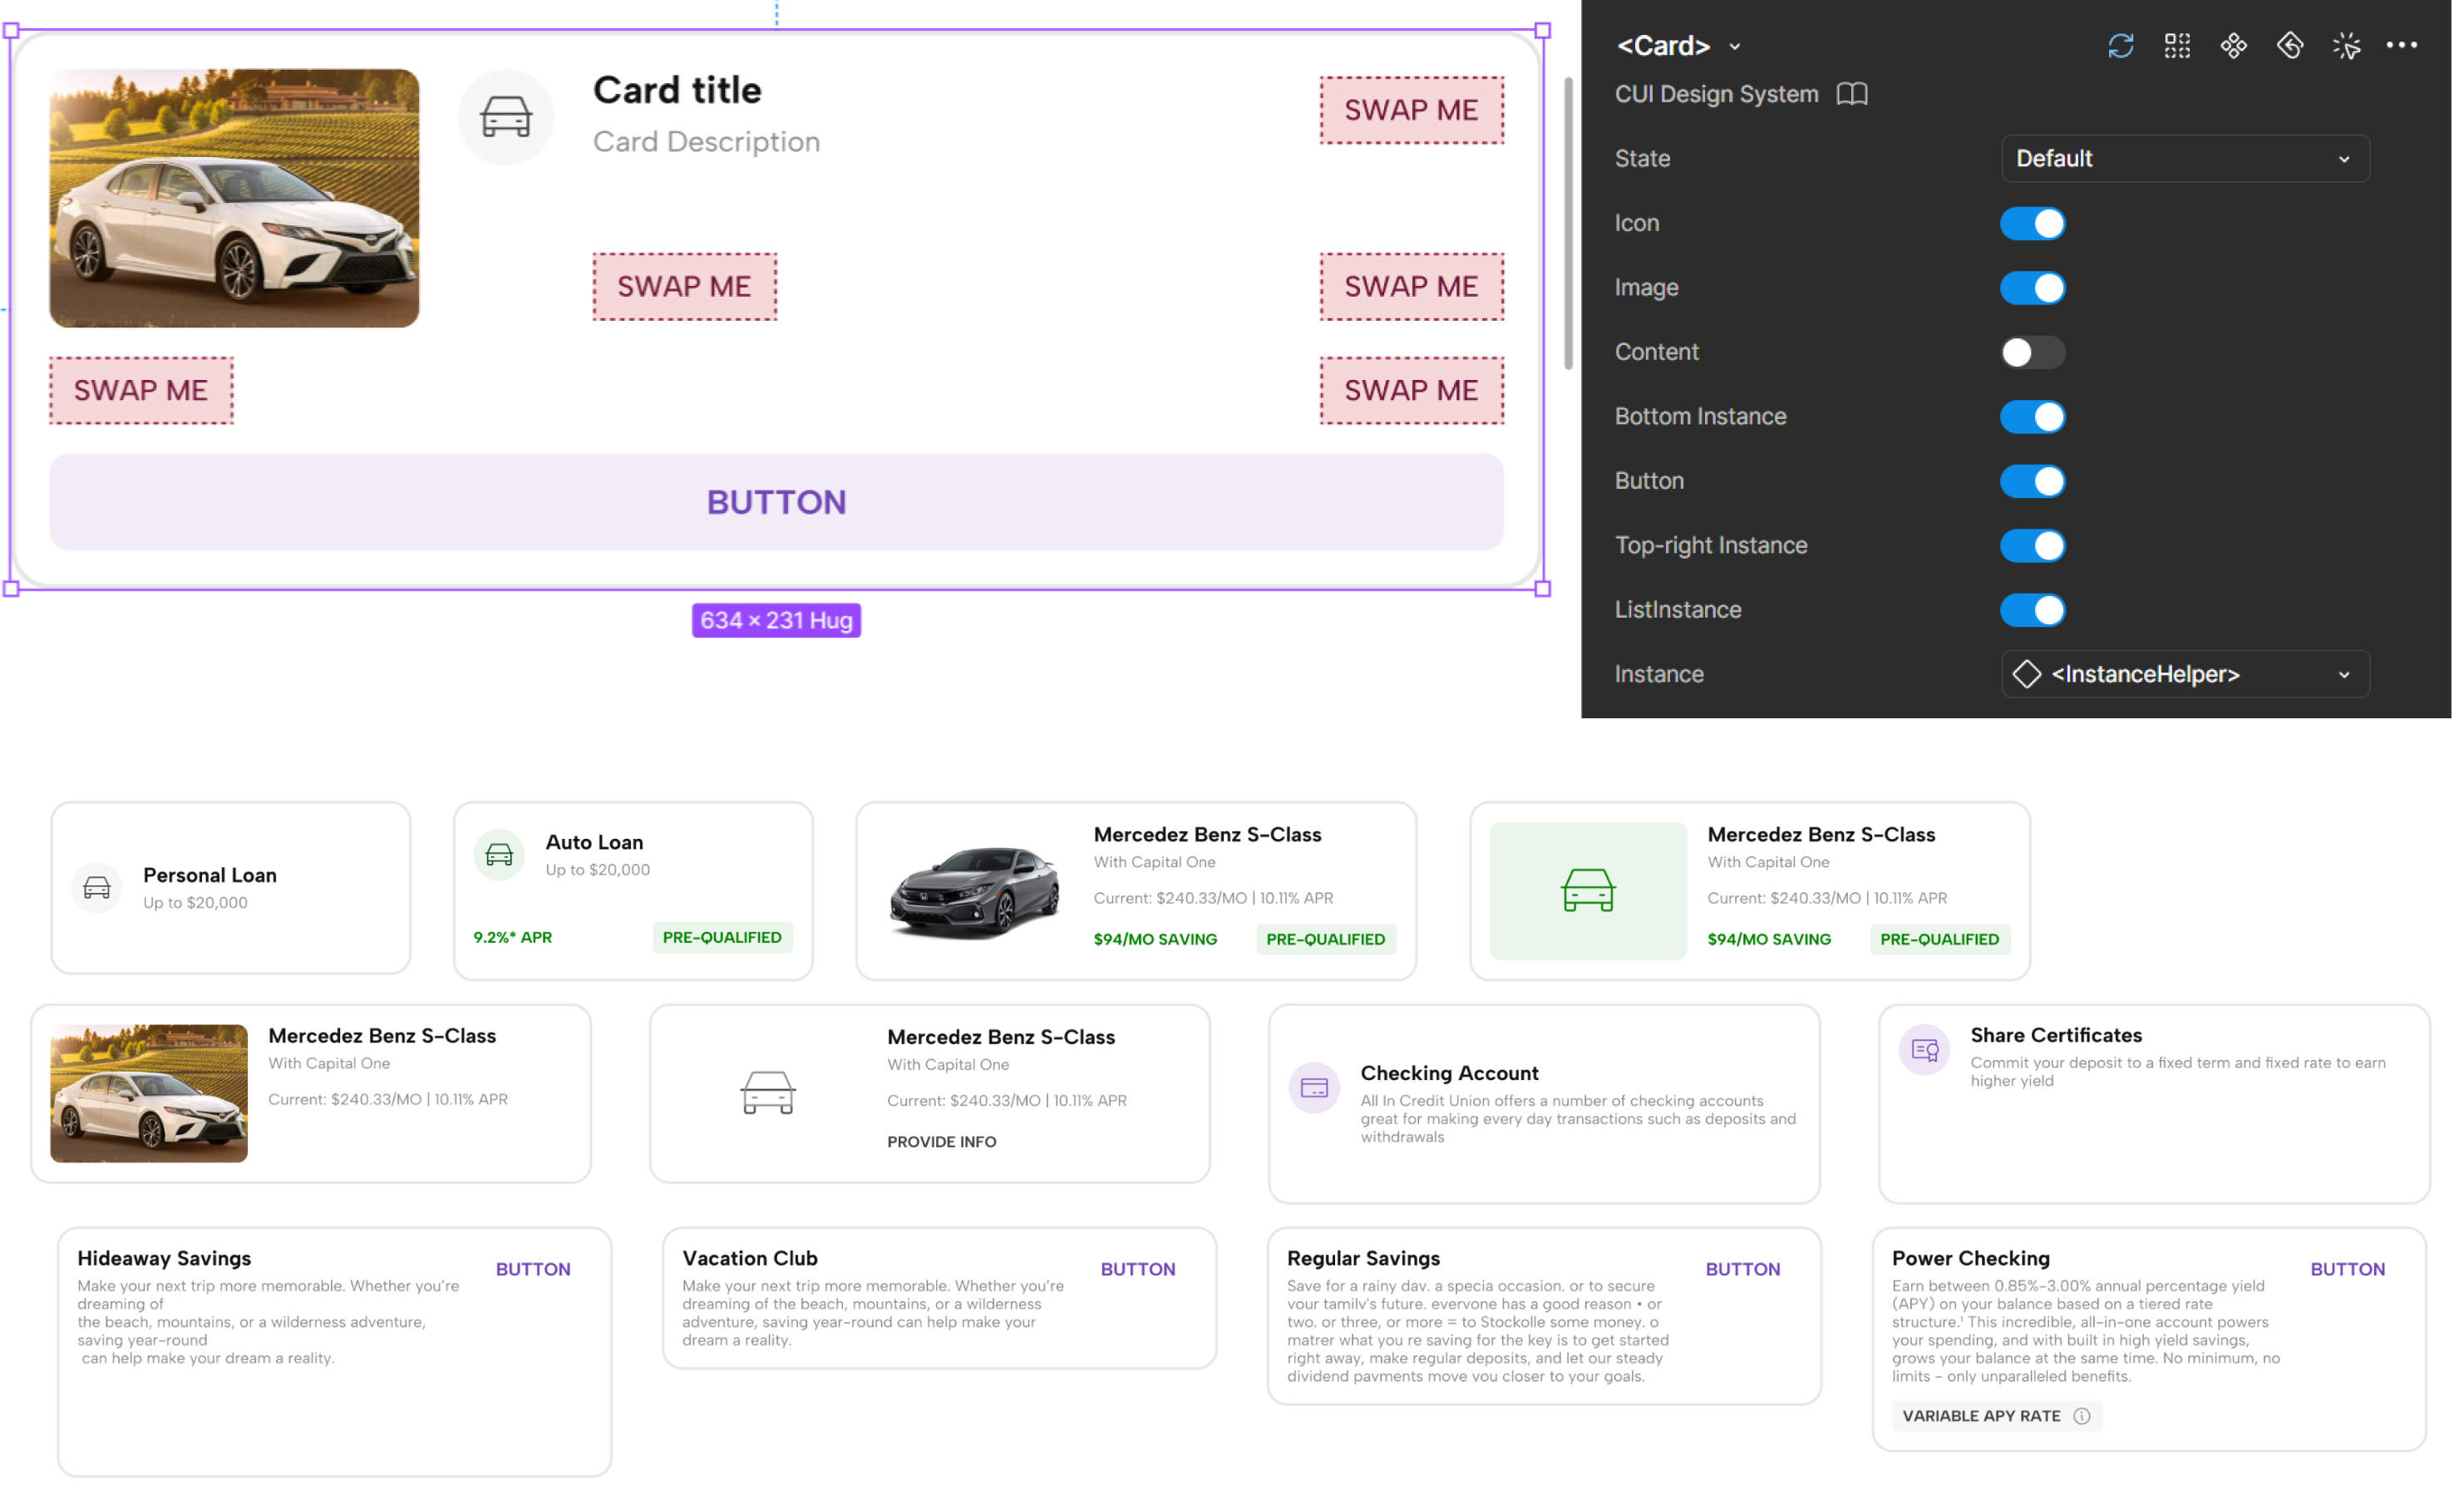 Card title
Card Description
SWAP ME
SWAP ME
SWAP ME
SWAP ME
SWAP ME
BUTTON
634 × 231 Hug
<Card>
CUI Design System
State
Default
Icon
Image
Content
Bottom Instance
Button
Top-right Instance
ListInstance
Instance
<InstanceHelper>
Personal Loan
Up to $20,000
Auto Loan
Up to $20,000
9.2%* APR
PRE-QUALIFIED
Mercedez Benz S-Class
With Capital One
Current: $240.33/MO | 10.11% APR
$94/MO SAVING
PRE-QUALIFIED
Mercedez Benz S-Class
With Capital One
Current: $240.33/MO | 10.11% APR
$94/MO SAVING
PRE-QUALIFIED
Mercedez Benz S-Class
With Capital One
Current: $240.33/MO | 10.11% APR
Mercedez Benz S-Class
With Capital One
Current: $240.33/MO | 10.11% APR
PROVIDE INFO
Checking Account
All In Credit Union offers a number of checking accounts
great for making every day transactions such as deposits and
withdrawals
Share Certificates
Commit your deposit to a fixed term and fixed rate to earn
higher yield
Hideaway Savings
BUTTON
Make your next trip more memorable. Whether you're
dreaming of
the beach, mountains, or a wilderness adventure,
saving year-round
can help make your dream a reality.
Vacation Club
BUTTON
Make your next trip more memorable. Whether you're
dreaming of the beach, mountains, or a wilderness
adventure, saving year-round can help make your
dream a reality.
Regular Savings
BUTTON
Save for a rainy dav. a specia occasion. or to secure
vour tamilv's future. evervone has a good reason • or
two. or three, or more = to Stockolle some money. o
matrer what you re saving for the key is to get started
right away, make regular deposits, and let our steady
dividend pavments move vou closer to your goals.
Power Checking
BUTTON
Earn between 0.85%-3.00% annual percentage yield
(APY) on your balance based on a tiered rate
structure.¹ This incredible, all-in-one account powers
your spending, and with built in high yield savings,
grows your balance at the same time. No minimum, no
limits - only unparalleled benefits.
VARIABLE APY RATE